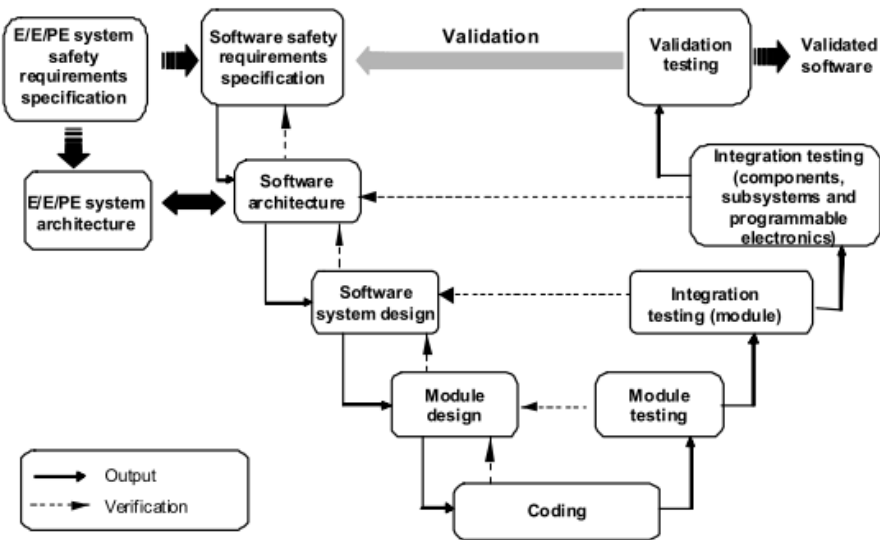 E/E/PE system
safety
requirements
specification
Software safety
requirements
specification
Validation
Validation
testing
Validated
software
E/E/PE system
architecture
Software
architecture
Integration testing
(components,
subsystems and
programmable
electronics)
Software
system design
Integration
testing (module)
Module
design
Module
testing
Coding
Output
Verification